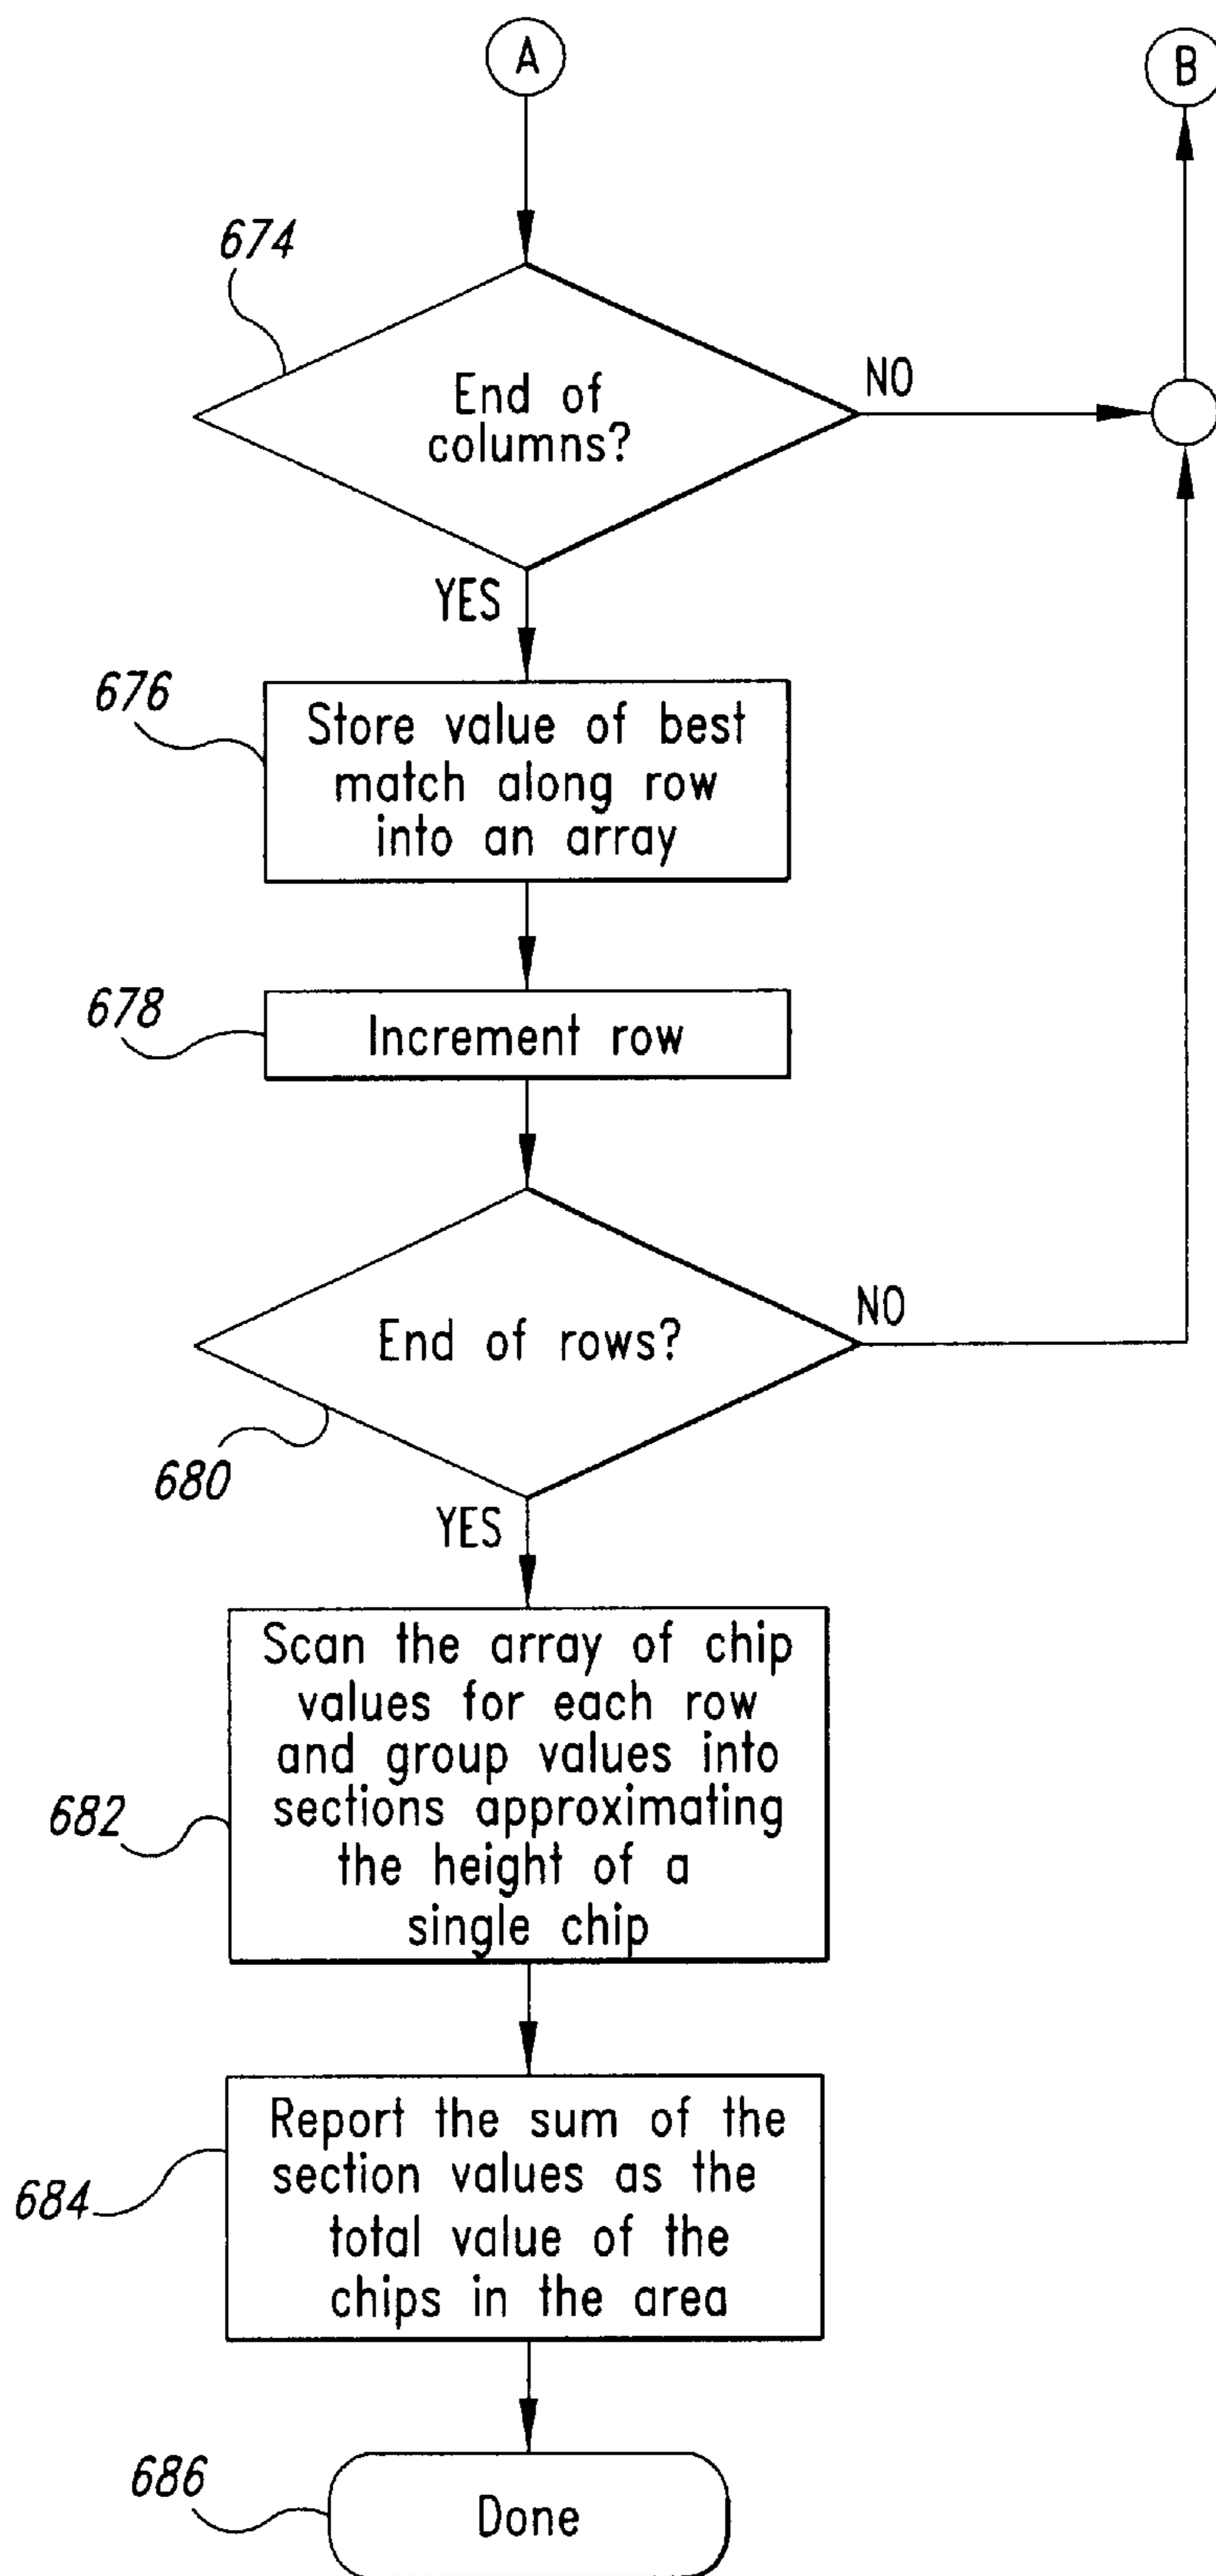 A
B
674
End of
columns?
NO
YES
676
Store value of best
match along row
into an array
678
Increment row
End of rows?
NO
680
YES
Scan the array of chip
values for each row
and group values into
sections approximating
the height of a
single chip
682
Report the sum of the
section values as the
total value of the
chips in the area
684
686
Done